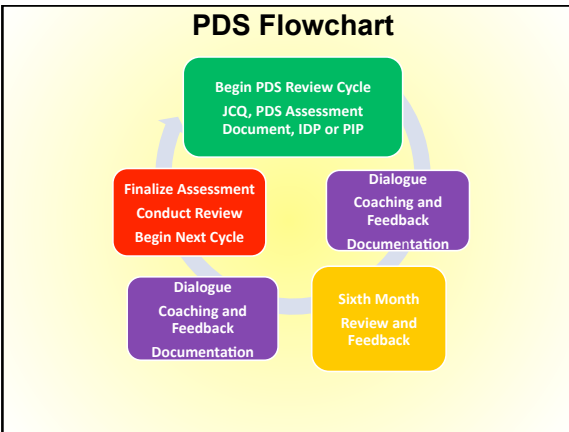 PDS Flowchart
Begin PDS Review Cycle
JCQ, PDS Assessment
Document, IDP or PIP
Dialogue
Coaching and
Feedback
Documentation
Sixth Month
Review and
Feedback
Dialogue
Coaching and
Feedback
Documentation
Finalize Assessment
Conduct Review
Begin Next Cycle